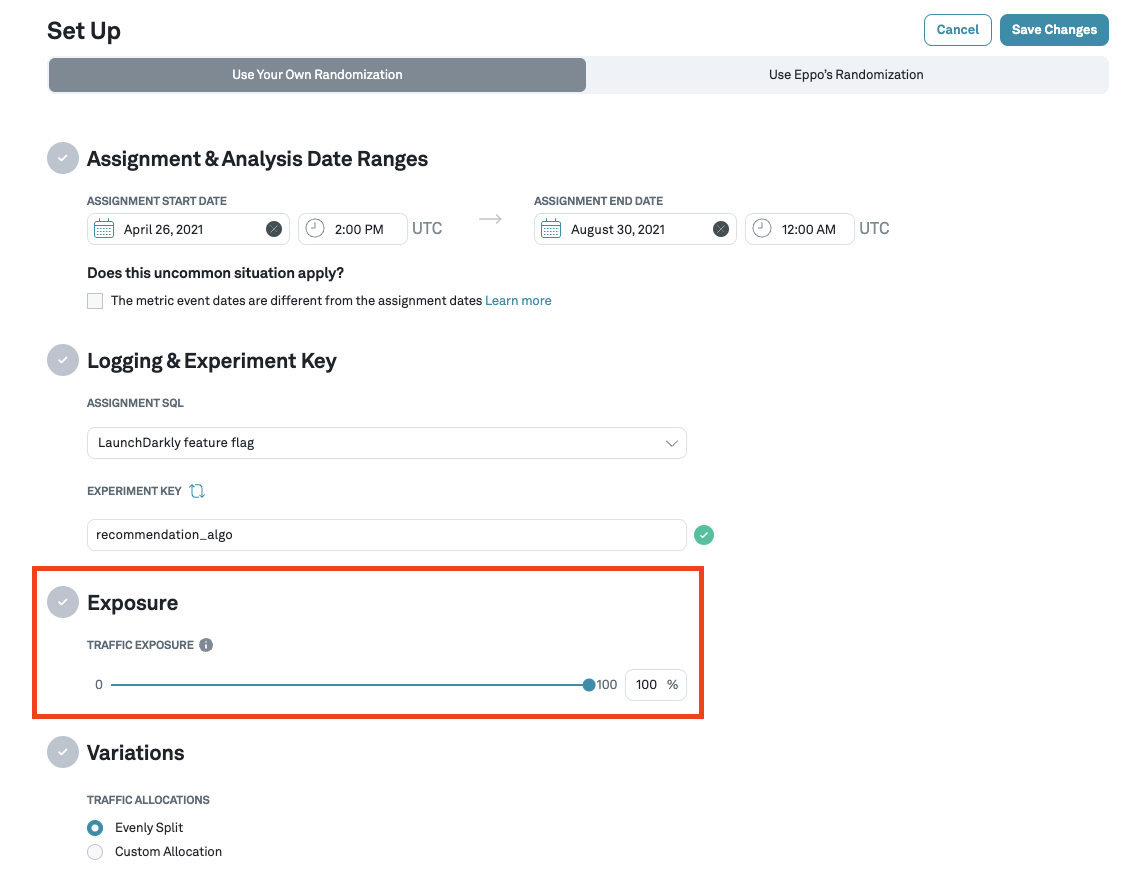 Set Up
Cancel
Save Changes
Use Your Own Randomization
Use Eppo's Randomization
Assignment & Analysis Date Ranges
ASSIGNMENT START DATE
ASSIGNMENT END DATE
April 26, 2021
2:00 PM
UTC
August 30, 2021
12:00 AM
UTC
Does this uncommon situation apply?
The metric event dates are different from the assignment dates Learn more
Logging & Experiment Key
ASSIGNMENT SQL
LaunchDarkly feature flag
EXPERIMENT KEY
recommendation_algo
Exposure
TRAFFIC EXPOSURE
0
100
100 %
Variations
TRAFFIC ALLOCATIONS
Evenly Split
Custom Allocation